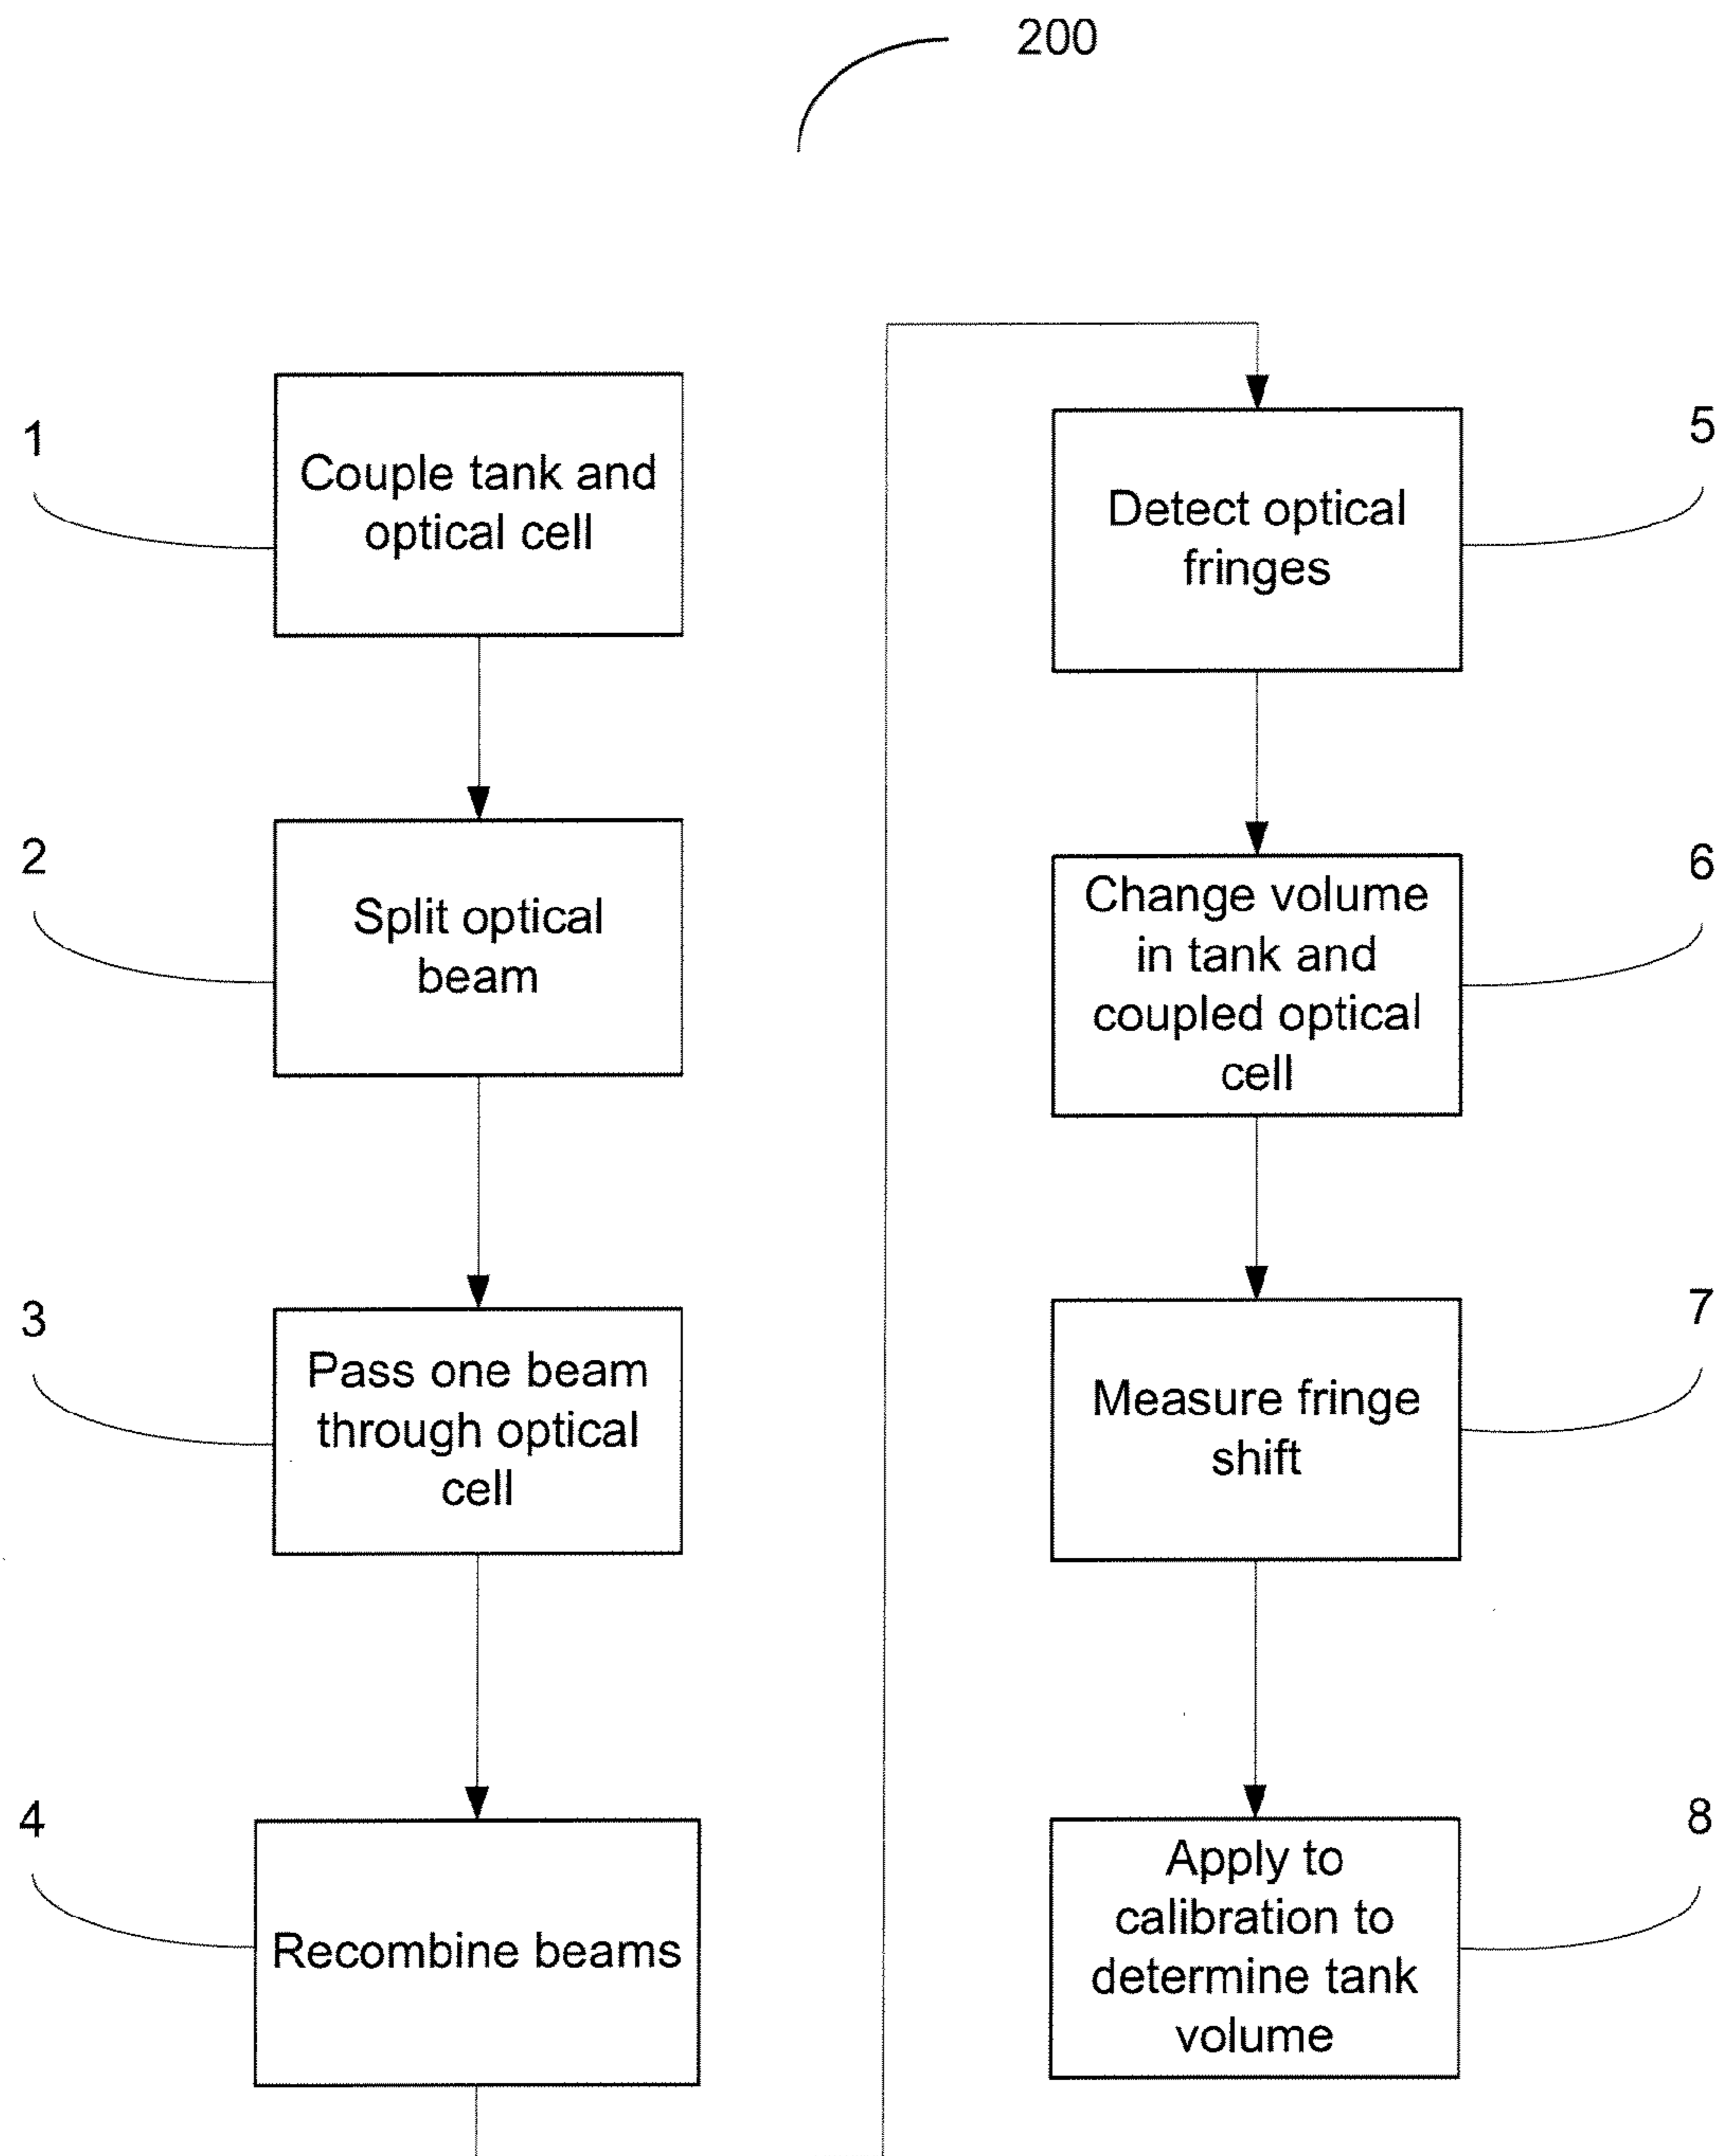 200
1
Couple tank and
optical cell
2
Split optical
beam
3
Pass one beam
through optical
cell
4
Recombine beams
5
Detect optical
fringes
6
Change volume
in tank and
coupled optical
cell
7
Measure fringe
shift
8
Apply to
calibration to
determine tank
volume